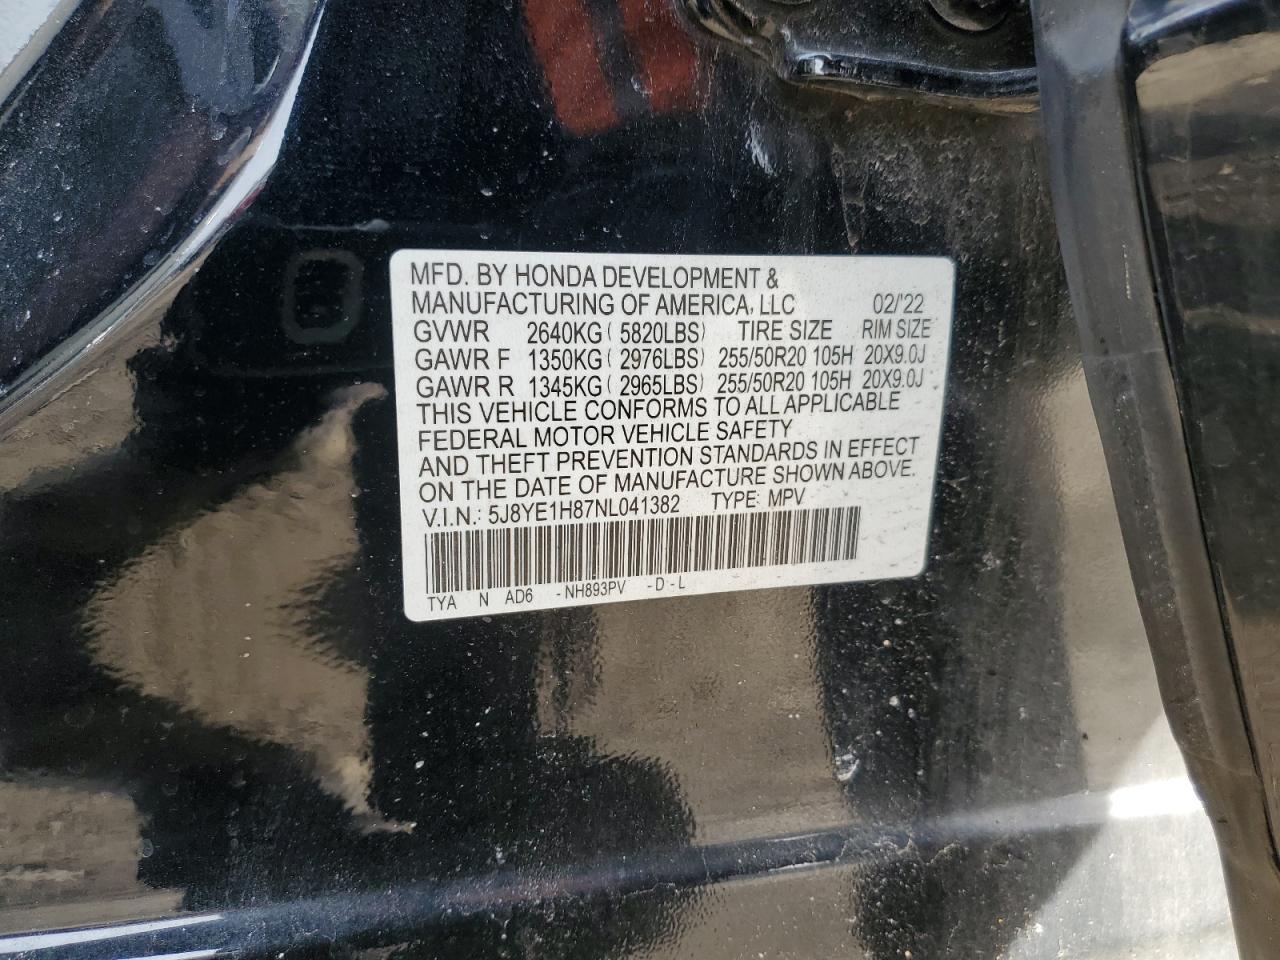 MFD. BY HONDA DEVELOPMENT &
MANUFACTURING OF AMERICA, LLC 02/'22
GVWR 2640KG ( 5820LBS) TIRE SIZE RIM SIZE
GAWR F 1350KG ( 2976LBS) 255/50R20 105H 20X9.0J
GAWR R 1345KG ( 2965LBS) 255/50R20 105H 20X9.0J
THIS VEHICLE CONFORMS TO ALL APPLICABLE
FEDERAL MOTOR VEHICLE SAFETY
AND THEFT PREVENTION STANDARDS IN EFFECT
ON THE DATE OF MANUFACTURE SHOWN ABOVE.
V.I.N.: 5J8YE1H87NL041382 TYPE: MPV
TYA N AD6 -NH893PV -D-L